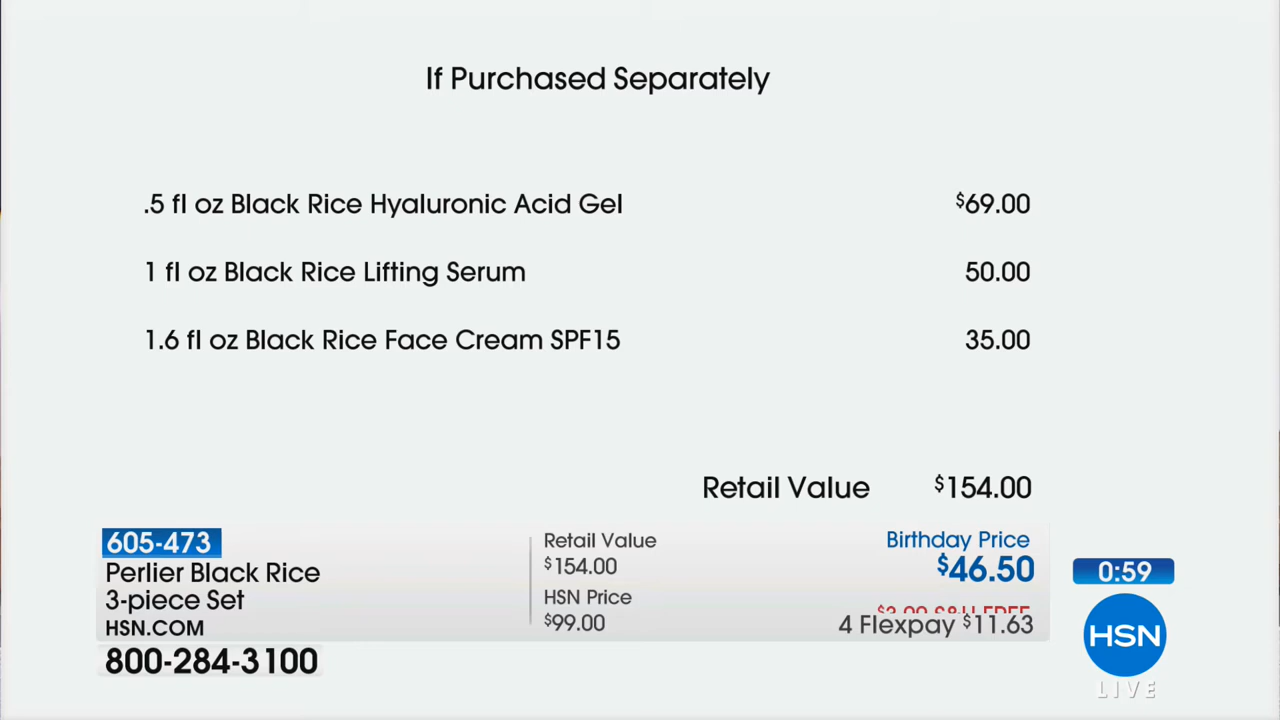 If Purchased Separately
.5 fl oz Black Rice Hyaluronic Acid Gel $69.00
1 fl oz Black Rice Lifting Serum 50.00
1.6 fl oz Black Rice Face Cream SPF15 35.00
Retail Value $154.00
605-473
Perlier Black Rice
3-piece Set
HSN.COM
800-284-3100
Retail Value
$154.00
HSN Price
$99.00
Birthday Price
$46.50
4 Flexpay $11.63
0:59
HSN
LIVE